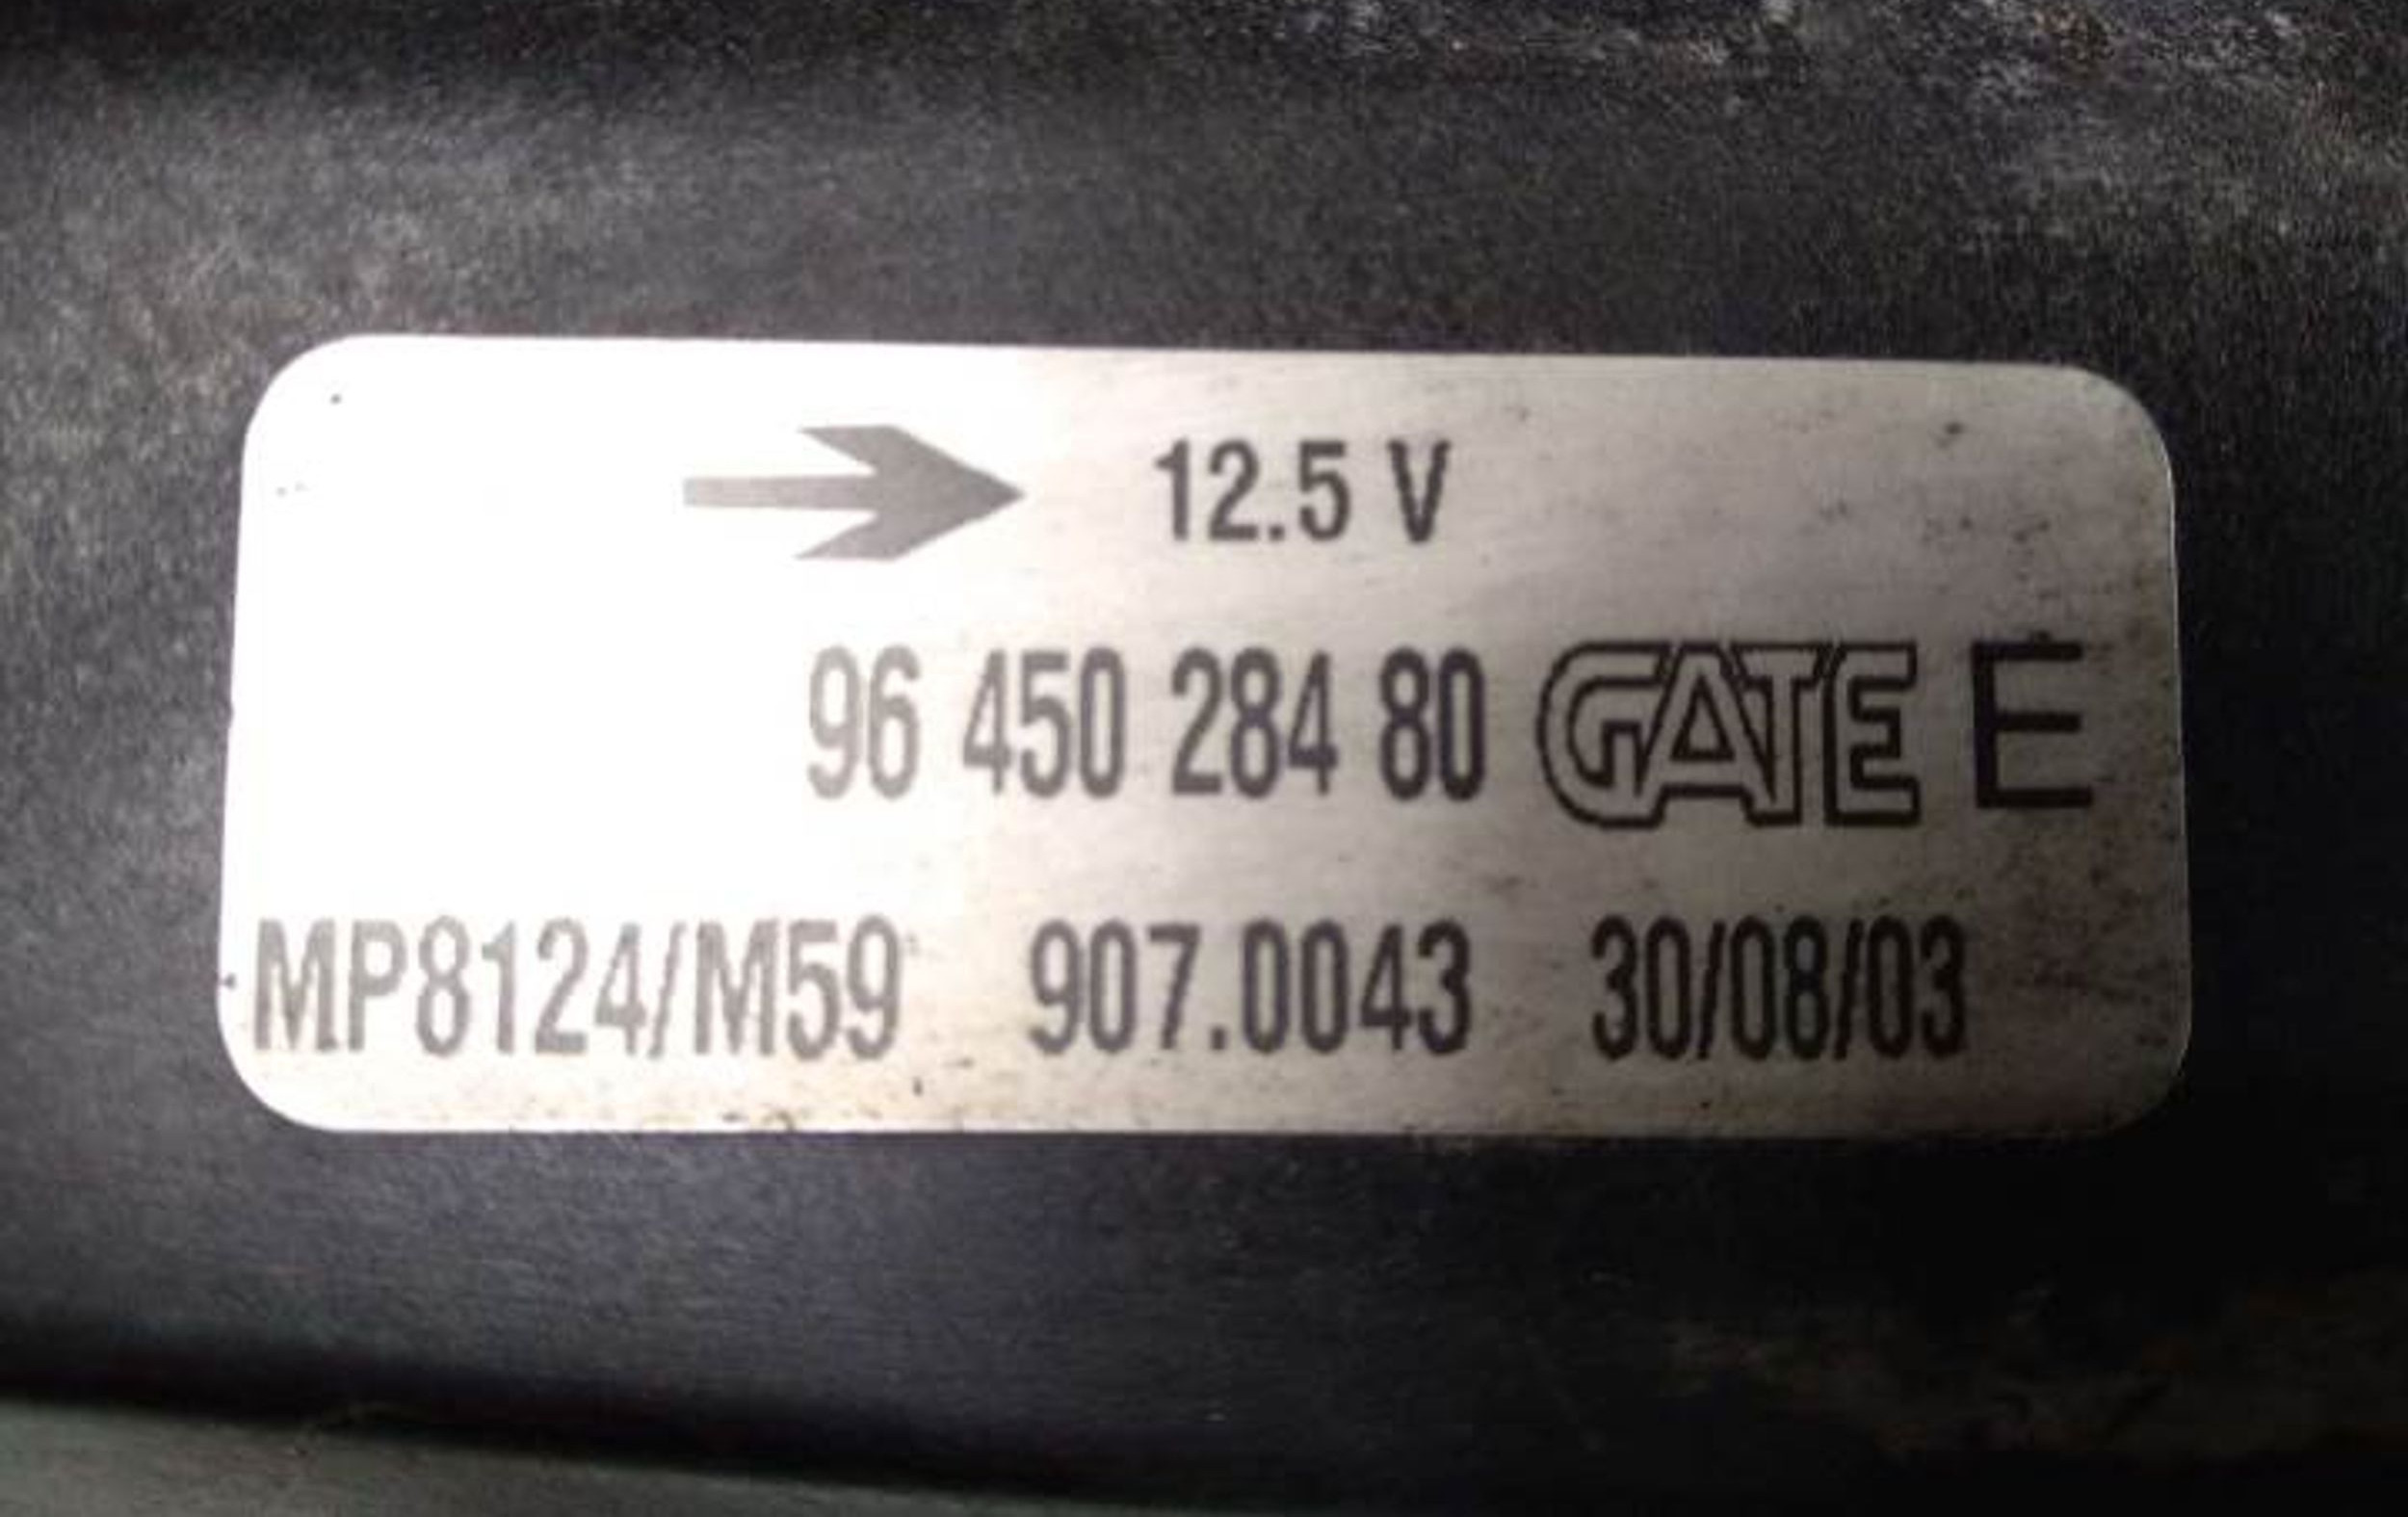 12.5 V
96 450 284 80 GATE E
MP8124/M59 907.0043 30/08/03